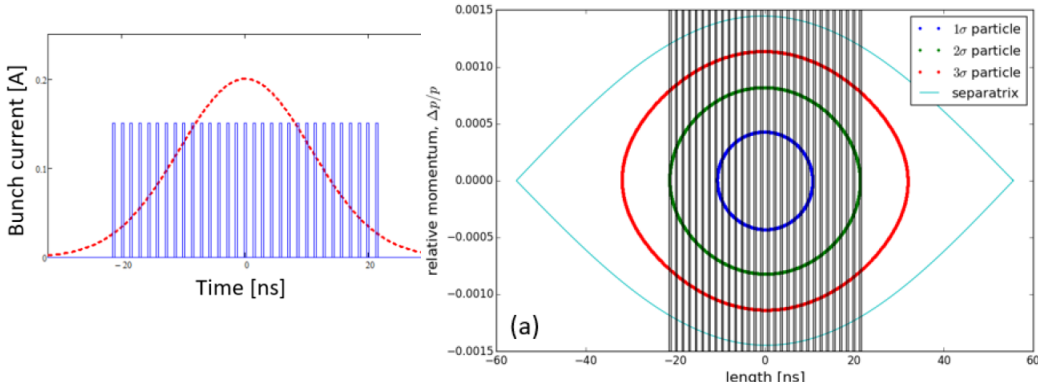 Bunch current [A]
0.2
0.1
0
−20
0
20
Time [ns]
relative momentum, Δp/p
0.0015
0.0010
0.0005
0.0000
−0.0005
−0.0010
−0.0015
1σ particle
2σ particle
3σ particle
separatrix
(a)
−60
−40
−20
0
20
40
60
length [ns]